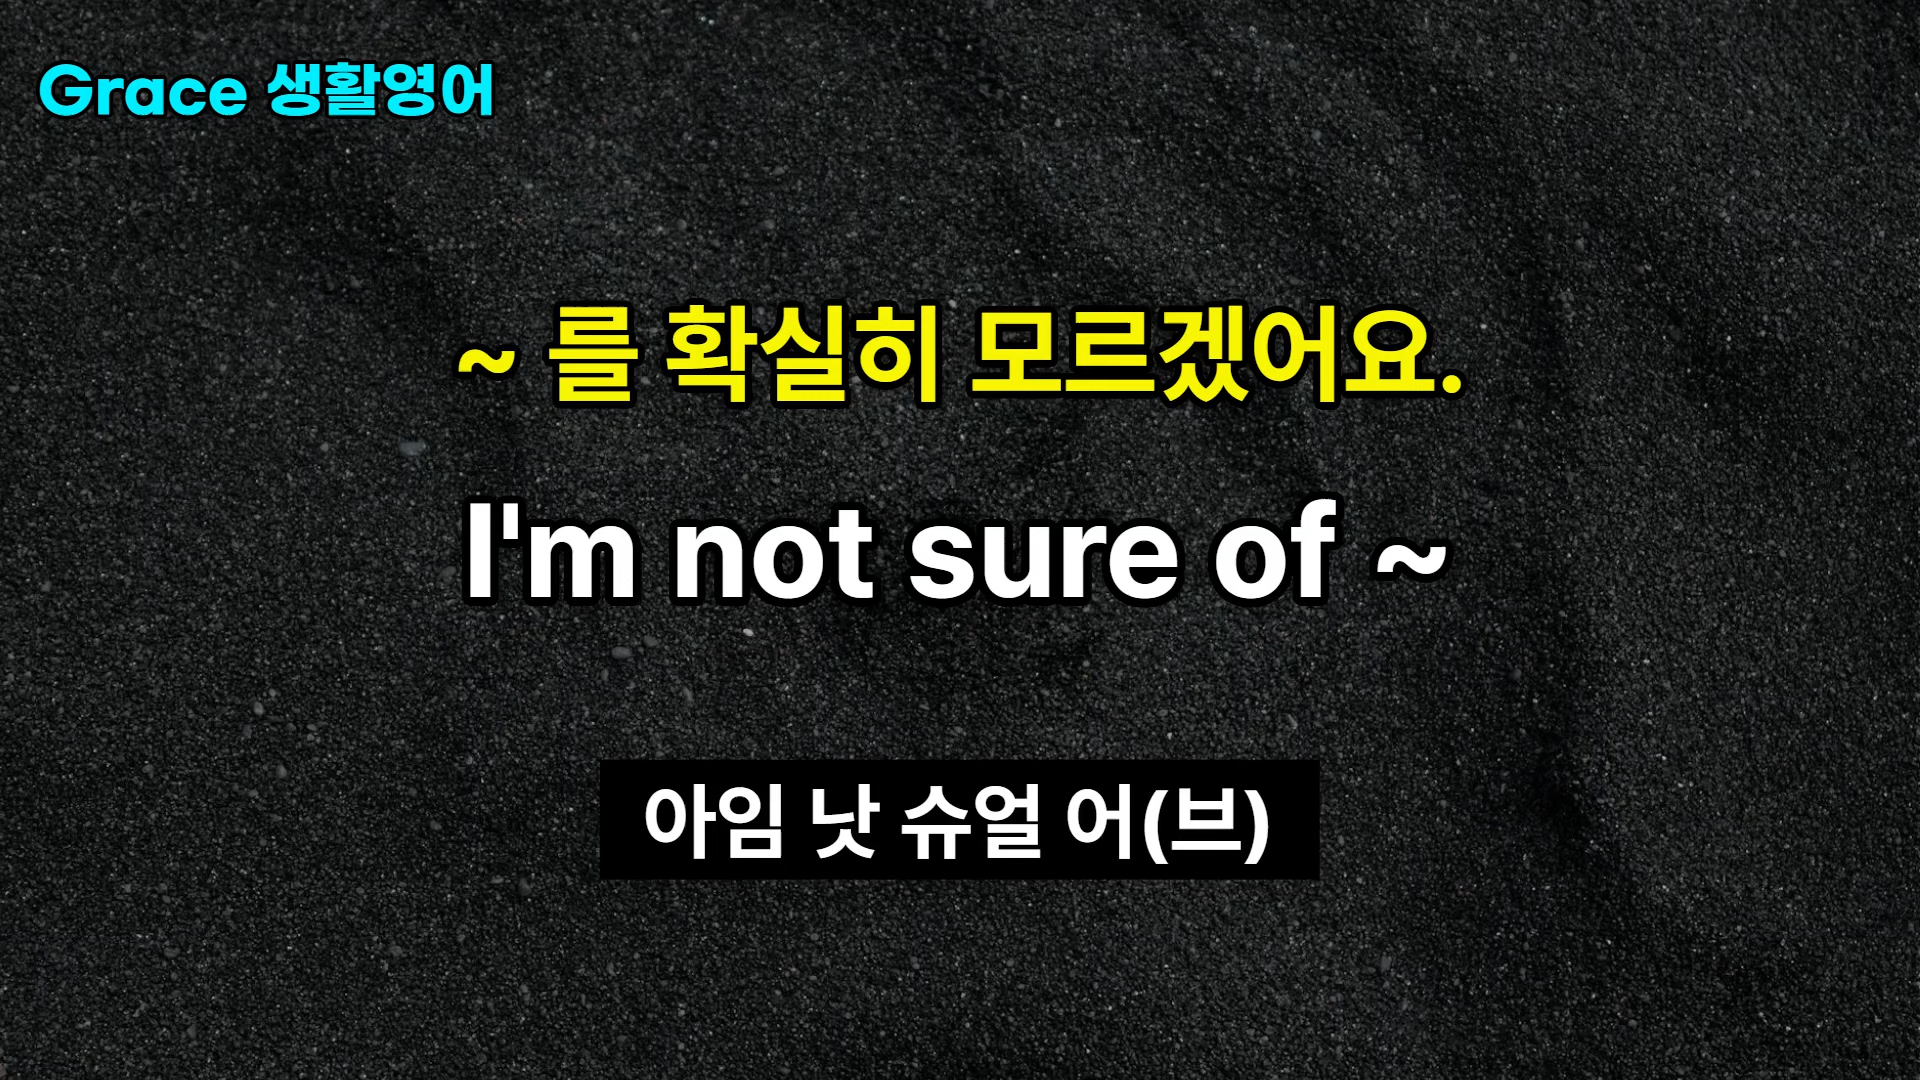 Grace 생활영어
~ 를 확실히 모르겠어요.
I'm not sure of ~
아임 낫 슈얼 어(브)